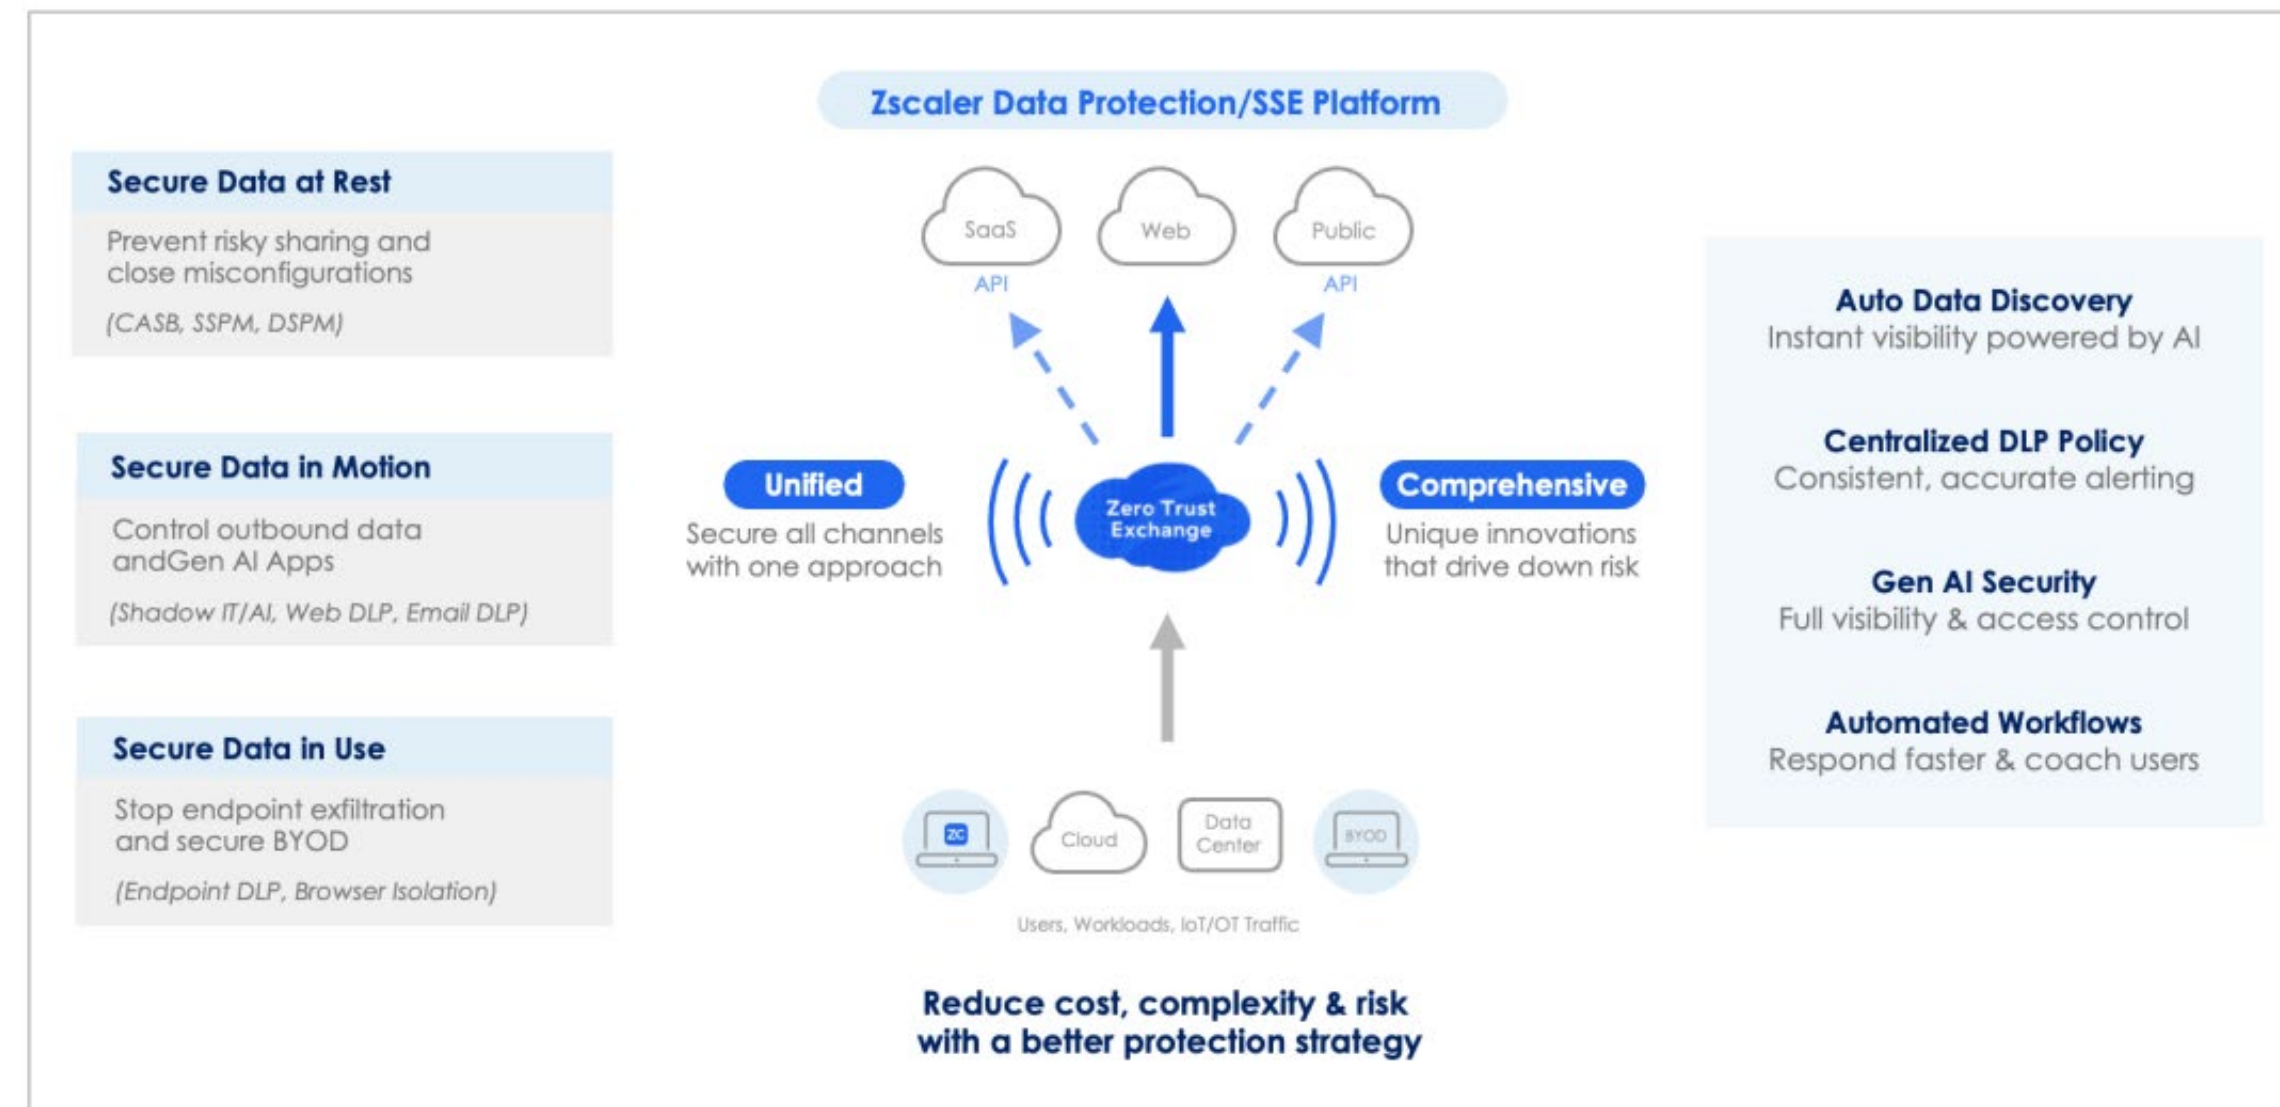 Zscaler Data Protection/SSE Platform
Secure Data at Rest
Prevent risky sharing and
close misconfigurations
(CASB, SSPM, DSPM)
Secure Data in Motion
Control outbound data
andGen AI Apps
(Shadow IT/AI, Web DLP, Email DLP)
Secure Data in Use
Stop endpoint exfiltration
and secure BYOD
(Endpoint DLP, Browser Isolation)
SaaS
API
Web
Public
API
Unified
Secure all channels
with one approach
Zero Trust
Exchange
Comprehensive
Unique innovations
that drive down risk
ZC
Cloud
Data
Center
BYOD
Users, Workloads, IoT/OT Traffic
Reduce cost, complexity & risk
with a better protection strategy
Auto Data Discovery
Instant visibility powered by AI
Centralized DLP Policy
Consistent, accurate alerting
Gen AI Security
Full visibility & access control
Automated Workflows
Respond faster & coach users